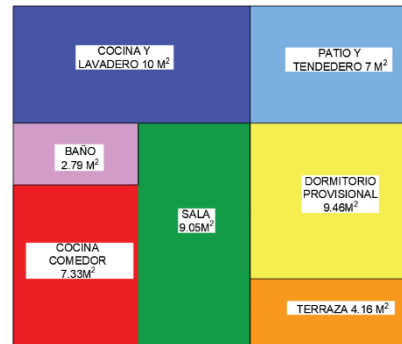 COCINA Y
LAVADERO 10 M²
PATIO Y
TENDEDERO 7 M²
BAÑO
2.79 M²
SALA
9.05M²
DORMITORIO
PROVISIONAL
9.46M²
COCINA
COMEDOR
7.33M²
TERRAZA 4.16 M²